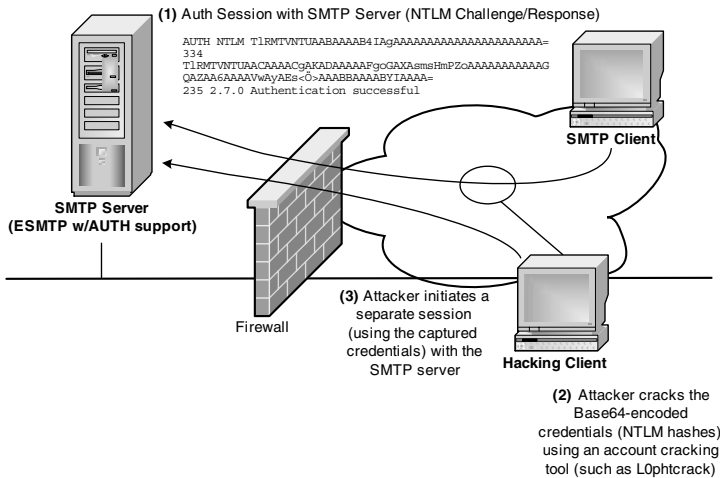 (1) Auth Session with SMTP Server (NTLM Challenge/Response)
AUTH NTLM TlRMTVNTUAABAAAAB4IAgAAAAAAAAAAAAAAAAAAAAAA=
334
TlRMTVNTUAACAAAACgAKADAAAAAFgoGAXAsmsHmPZoAAAAAAAAAAAG
QAZAA6AAAAVwAyAEs<Õ>AAABBAAAABYIAAAA=
235 2.7.0 Authentication successful
SMTP Client
SMTP Server
(ESMTP w/AUTH support)
Firewall
(3) Attacker initiates a
separate session
(using the captured
credentials) with the
SMTP server
Hacking Client
(2) Attacker cracks the
Base64-encoded
credentials (NTLM hashes)
using an account cracking
tool (such as L0phtcrack)